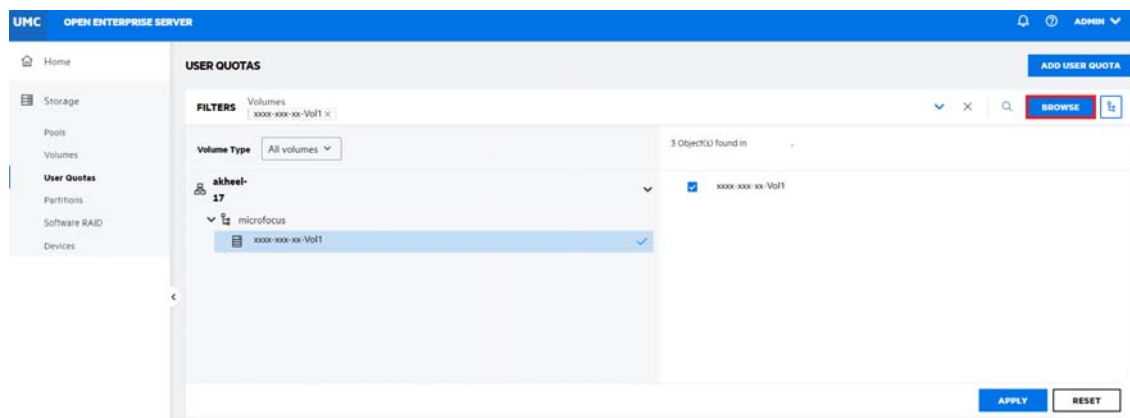 UMC OPEN ENTERPRISE SERVER ADMIN
Home
Storage
Pools
Volumes
User Quotas
Partitions
Software RAID
Devices
USER QUOTAS
ADD USER QUOTA
FILTERS Volumes
xxxx-xxx-xx-Vol1 ×
BROWSE
Volume Type All volumes
3 Object(s) found in ,
akheel-
17
microfocus
xxxx-xxx-xx-Vol1
xxxx-xxx-xx-Vol1
APPLY RESET